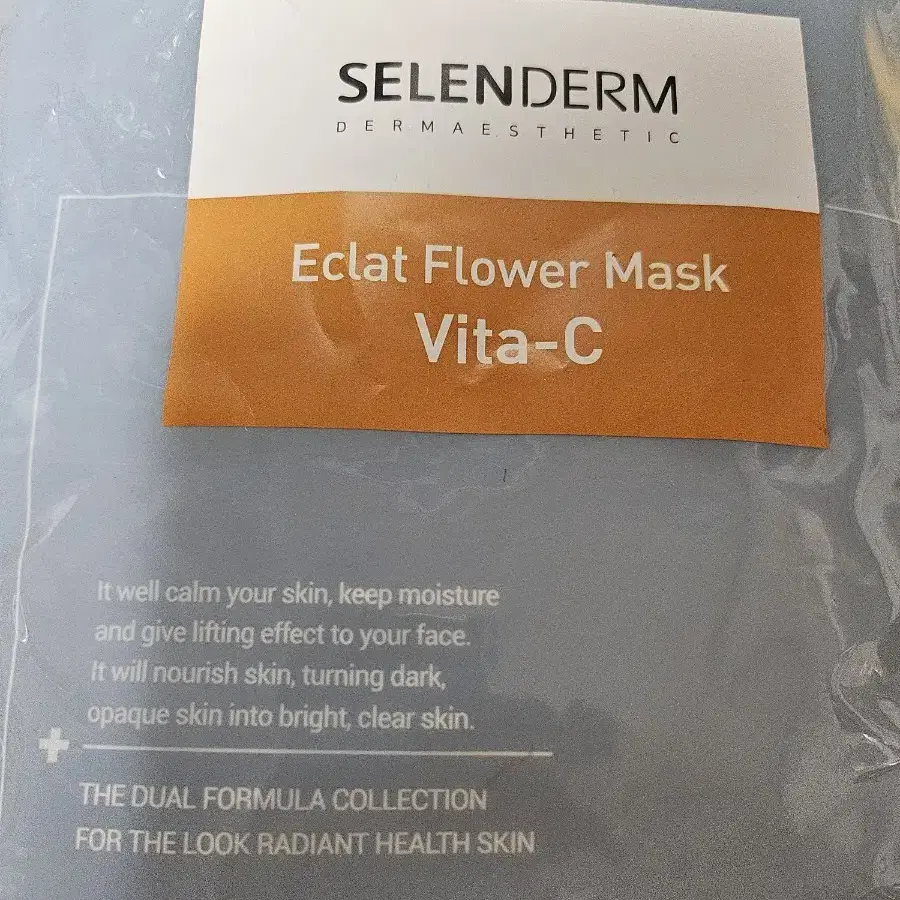 SELENDERM
DERMAESTHETIC
Eclat Flower Mask
Vita-C
It well calm your skin, keep moisture
and give lifting effect to your face.
It will nourish skin, turning dark,
opaque skin into bright, clear skin.
THE DUAL FORMULA COLLECTION
FOR THE LOOK RADIANT HEALTH SKIN